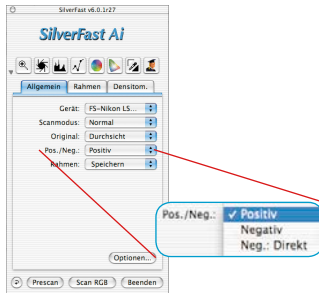 SilverFast v6.0.1r27
SilverFast Ai
Allgemein Rahmen Densitom.
Gerät: FS-Nikon LS...
Scanmodus: Normal
Original: Durchsicht
Pos./Neg.: Positiv
Rahmen: Speichern
Pos./Neg.: ✓ Positiv
Negativ
Neg.: Direkt
Optionen...
Prescan Scan RGB Beenden